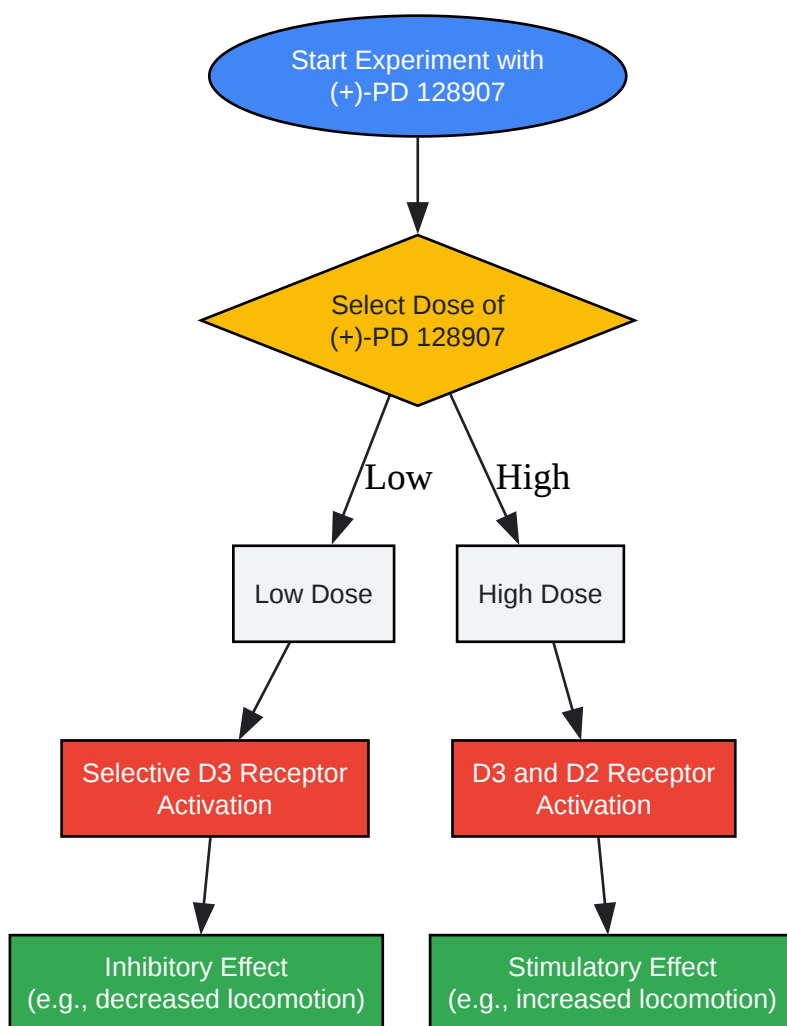 Start Experiment with
(+)-PD 128907
Select Dose of
(+)-PD 128907
Low
High
Low Dose
High Dose
Selective D3 Receptor
Activation
D3 and D2 Receptor
Activation
Inhibitory Effect
(e.g., decreased locomotion)
Stimulatory Effect
(e.g., increased locomotion)